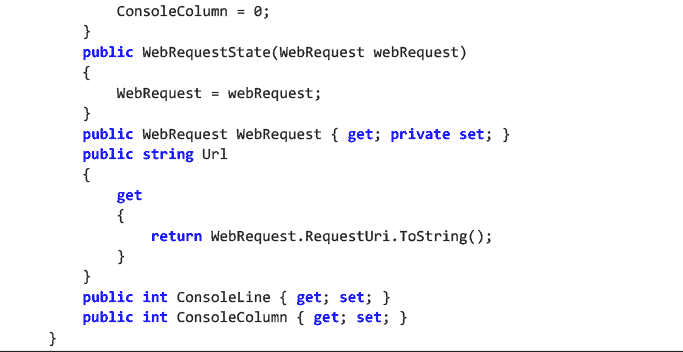 ConsoleColumn = 0;
}
public WebRequestState(WebRequest webRequest)
{
WebRequest = webRequest;
}
public WebRequest WebRequest { get; private set; }
public string Url
{
get
{
return WebRequest.RequestUri.ToString();
}
}
public int ConsoleLine { get; set; }
public int ConsoleColumn { get; set; }
}